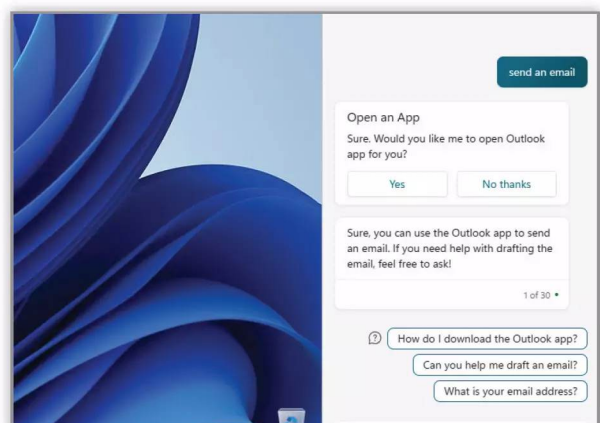 send an email
Open an App
Sure. Would you like me to open Outlook
app for you?
Yes
No thanks
Sure, you can use the Outlook app to send
an email. If you need help with drafting the
email, feel free to ask!
1 of 30
How do I download the Outlook app?
Can you help me draft an email?
What is your email address?